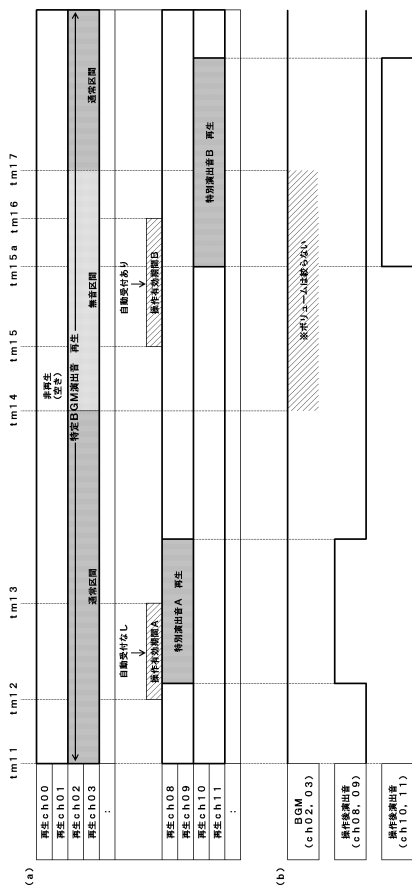 (a)
tm11
tm12
tm13
tm14
tm15
tm15a
tm16
tm17
再生ch00
再生ch01
再生ch02
再生ch03
:
再生ch08
再生ch09
再生ch10
再生ch11
:
非再生
(空き)
特定BGM演出音 再生
通常区間
無音区間
通常区間
自動受付なし
操作有効期間A
自動受付あり
操作有効期間B
特別演出音A 再生
特別演出音B 再生
(b)
BGM
(ch02, 03)
※ボリュームは絞らない
操作後演出音
(ch08, 09)
操作後演出音
(ch10, 11)